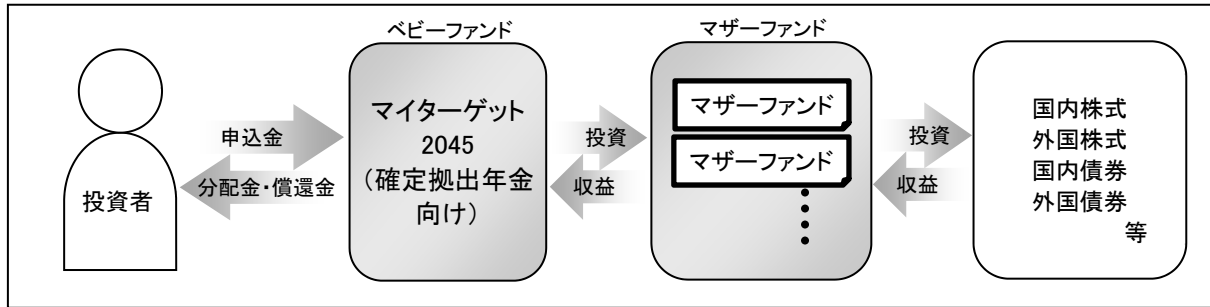 ベビーファンド
マザーファンド
投資者
申込金
分配金・償還金
マイターゲット
2045
（確定拠出年金
向け）
投資
収益
マザーファンド
マザーファンド
投資
収益
国内株式
外国株式
国内債券
外国債券
等